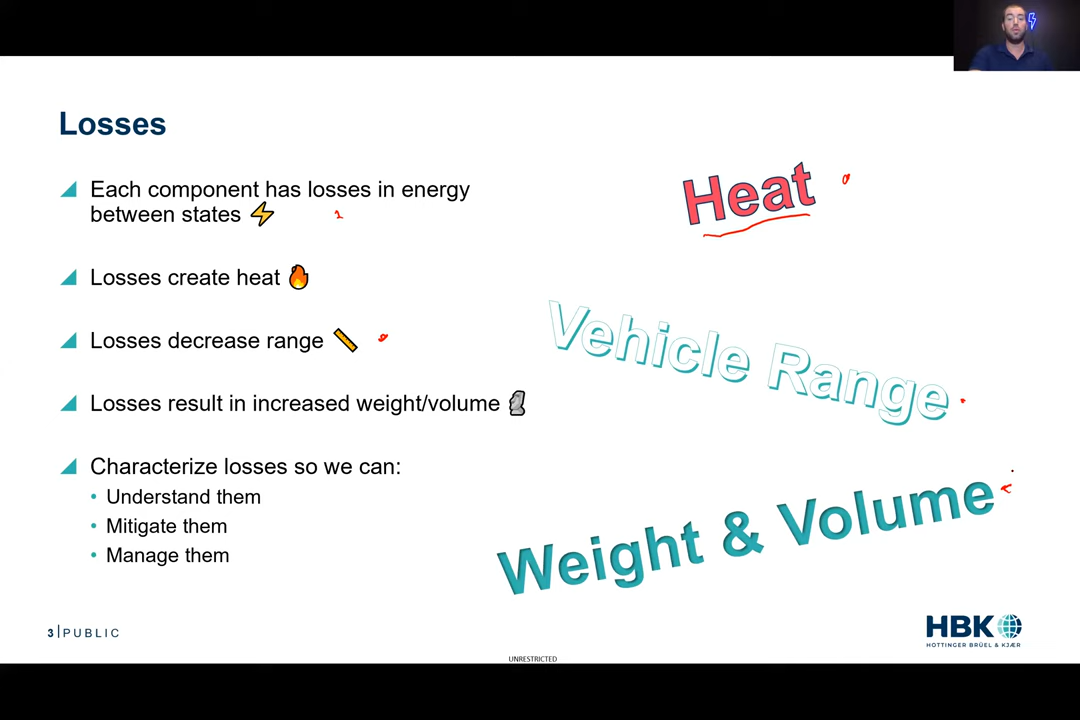 Losses
Each component has losses in energy
between states
Losses create heat
Losses decrease range
Losses result in increased weight/volume
Characterize losses so we can:
Understand them
Mitigate them
Manage them
Heat
Vehicle Range
Weight & Volume
3 | PUBLIC
HBK
HOTTINGER BRÜEL & KJÆR
UNRESTRICTED